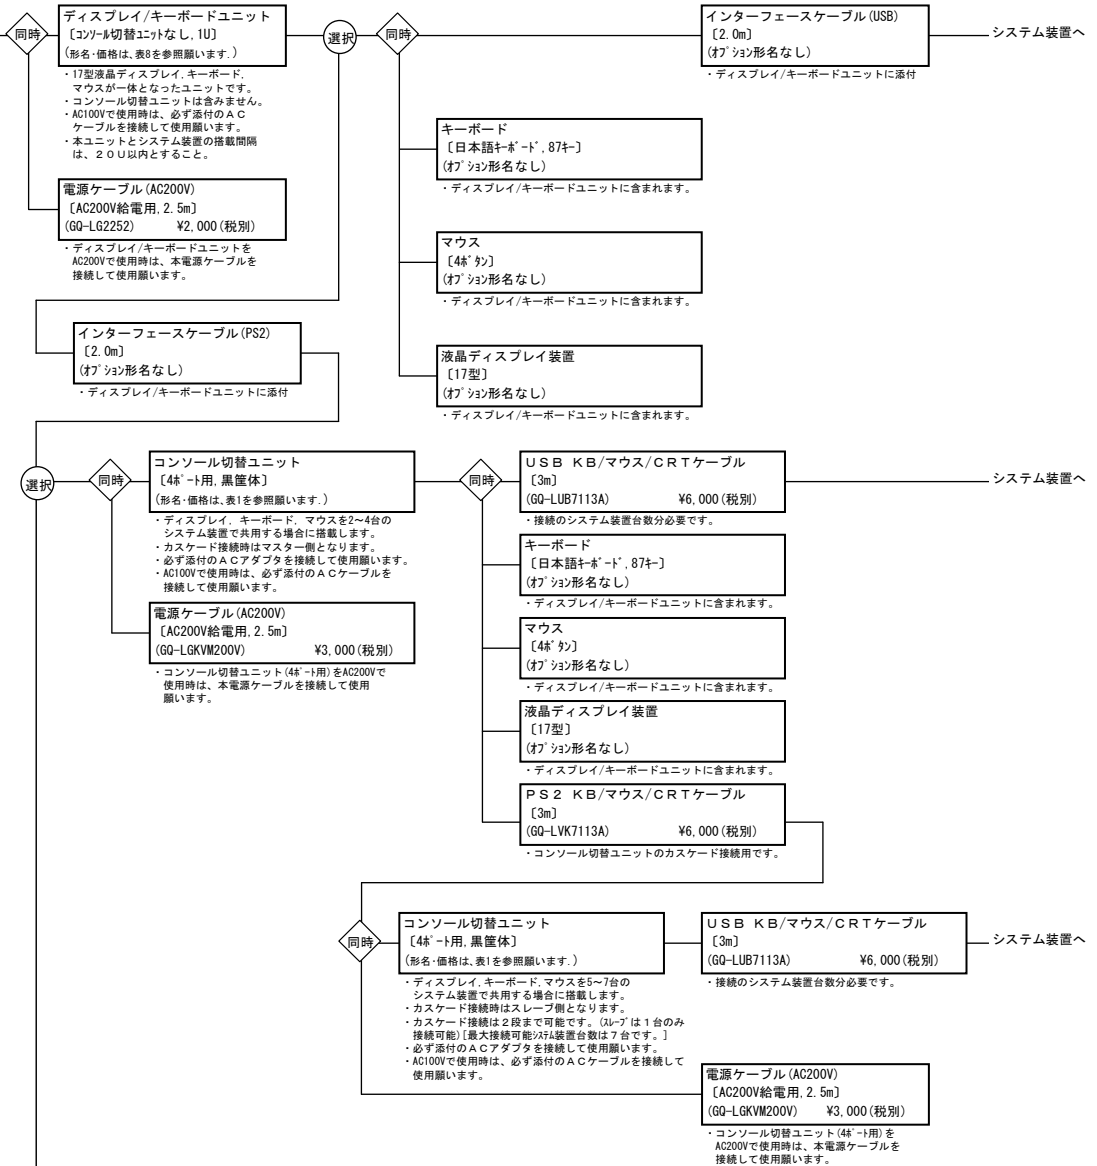 同時
ディスプレイ/キーボードユニット
〔コンソール切替ユニットなし,1U〕
(形名・価格は、表8を参照願います.)
・17型液晶ディスプレイ,キーボード,
マウスが一体となったユニットです。
・コンソール切替ユニットは含みません。
・AC100Vで使用時は、必ず添付のAC
ケーブルを接続して使用願います。
・本ユニットとシステム装置の搭載間隔
は、20U以内とすること。
電源ケーブル(AC200V)
〔AC200V給電用,2.5m〕
(GQ-LG2252) ¥2,000(税別)
・ディスプレイ/キーボードユニットを
AC200Vで使用時は、本電源ケーブルを
接続して使用願います。
選択
同時
インターフェースケーブル(USB)
〔2.0m〕
(オプション形名なし)
・ディスプレイ/キーボードユニットに添付
システム装置へ
キーボード
〔日本語キーボード,87キー〕
(オプション形名なし)
・ディスプレイ/キーボードユニットに含まれます。
マウス
〔4ボタン〕
(オプション形名なし)
・ディスプレイ/キーボードユニットに含まれます。
液晶ディスプレイ装置
〔17型〕
(オプション形名なし)
・ディスプレイ/キーボードユニットに含まれます。
インターフェースケーブル(PS2)
〔2.0m〕
(オプション形名なし)
・ディスプレイ/キーボードユニットに添付
選択
同時
コンソール切替ユニット
〔4ポート用,黒筐体〕
(形名・価格は、表1を参照願います.)
・ディスプレイ, キーボード, マウスを2~4台の
システム装置で共用する場合に搭載します。
・カスケード接続時はマスター側となります。
・必ず添付のACアダプタを接続して使用願います。
・AC100Vで使用時は、必ず添付のACケーブルを
接続して使用願います。
電源ケーブル(AC200V)
〔AC200V給電用,2.5m〕
(GQ-LGKVM200V) ¥3,000(税別)
・コンソール切替ユニット(4ポート用)をAC200Vで
使用時は、本電源ケーブルを接続して使用
願います。
同時
USB KB/マウス/CRTケーブル
〔3m〕
(GQ-LUB7113A) ¥6,000(税別)
・接続のシステム装置台数分必要です。
システム装置へ
キーボード
〔日本語キーボード,87キー〕
(オプション形名なし)
・ディスプレイ/キーボードユニットに含まれます。
マウス
〔4ボタン〕
(オプション形名なし)
・ディスプレイ/キーボードユニットに含まれます。
液晶ディスプレイ装置
〔17型〕
(オプション形名なし)
・ディスプレイ/キーボードユニットに含まれます。
PS2 KB/マウス/CRTケーブル
〔3m〕
(GQ-LVK7113A) ¥6,000(税別)
・コンソール切替ユニットのカスケード接続用です。
同時
コンソール切替ユニット
〔4ポート用,黒筐体〕
(形名・価格は、表1を参照願います.)
・ディスプレイ,キーボード,マウスを5~7台の
システム装置で共用する場合に搭載します。
・カスケード接続時はスレーブ側となります。
・カスケード接続は2段まで可能です。(スレーブは1台のみ
接続可能)[最大接続可能システム装置台数は7台です。]
・必ず添付のACアダプタを接続して使用願います。
・AC100Vで使用時は、必ず添付のACケーブルを接続して
使用願います。
USB KB/マウス/CRTケーブル
〔3m〕
(GQ-LUB7113A) ¥6,000(税別)
・接続のシステム装置台数分必要です。
システム装置へ
電源ケーブル(AC200V)
〔AC200V給電用,2.5m〕
(GQ-LGKVM200V) ¥3,000(税別)
・コンソール切替ユニット(4ポート用)を
AC200Vで使用時は、本電源ケーブルを
接続して使用願います。